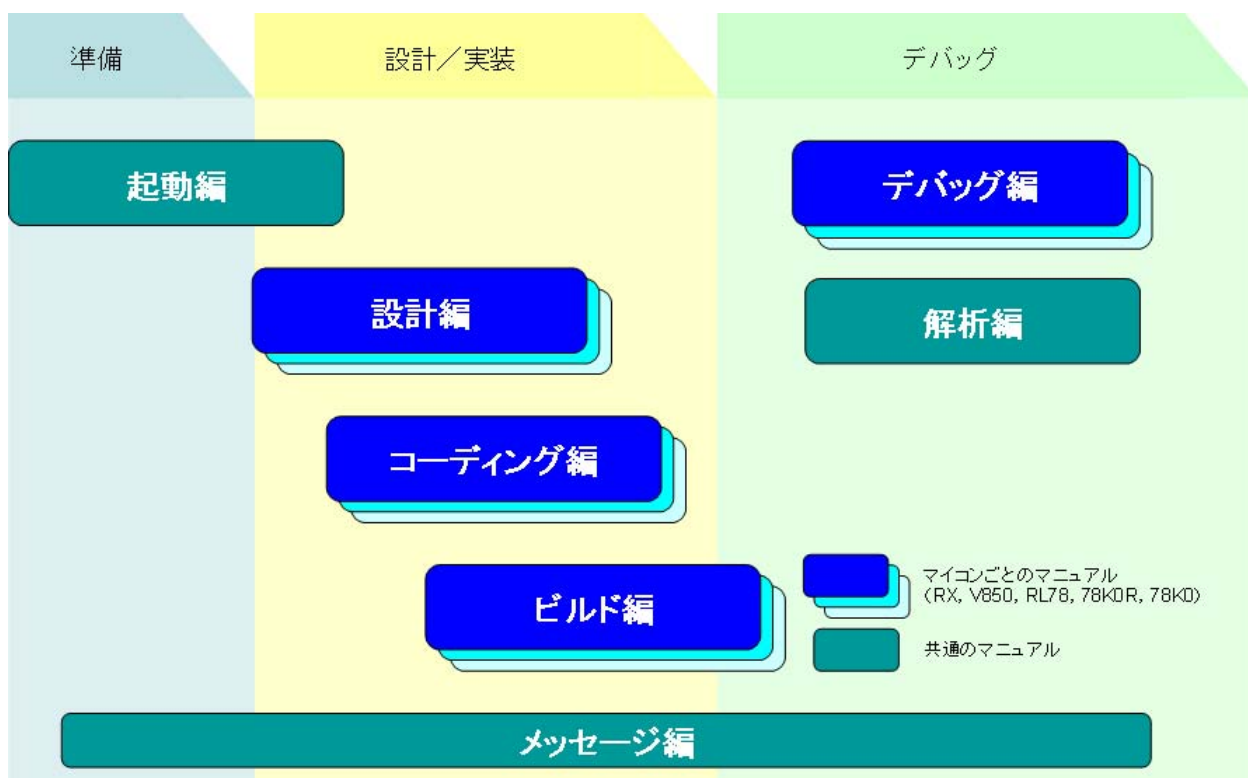 準備
設計／実装
デバッグ
起動編
デバッグ編
設計編
解析編
コーディング編
ビルド編
マイコンごとのマニュアル
(RX, V850, RL78, 78K0R, 78K0)
共通のマニュアル
メッセージ編